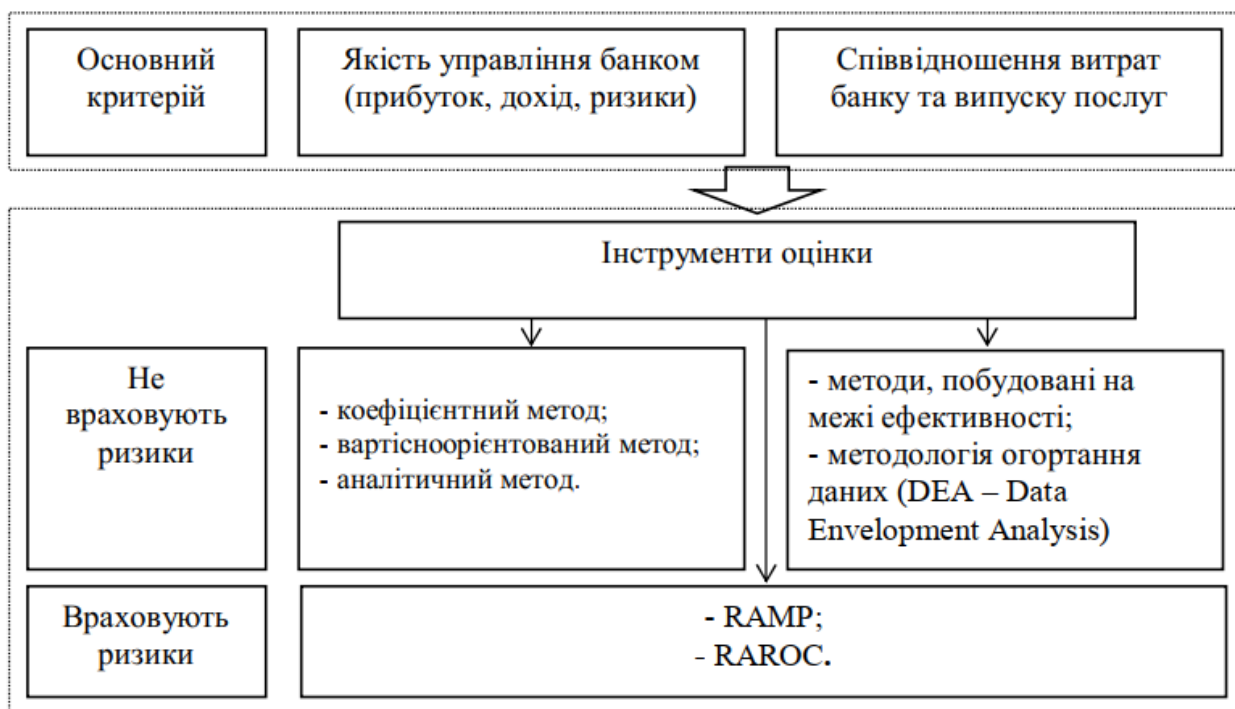 Основний
критерій
Якість управління банком
(прибуток, дохід, ризики)
Співвідношення витрат
банку та випуску послуг
Інструменти оцінки
Не
враховують
ризики
- коефіцієнтний метод;
- вартісноорієнтований метод;
- аналітичний метод.
- методи, побудовані на
межі ефективності;
- методологія огортання
даних (DEA – Data
Envelopment Analysis)
Враховують
ризики
- RAMP;
- RAROC.